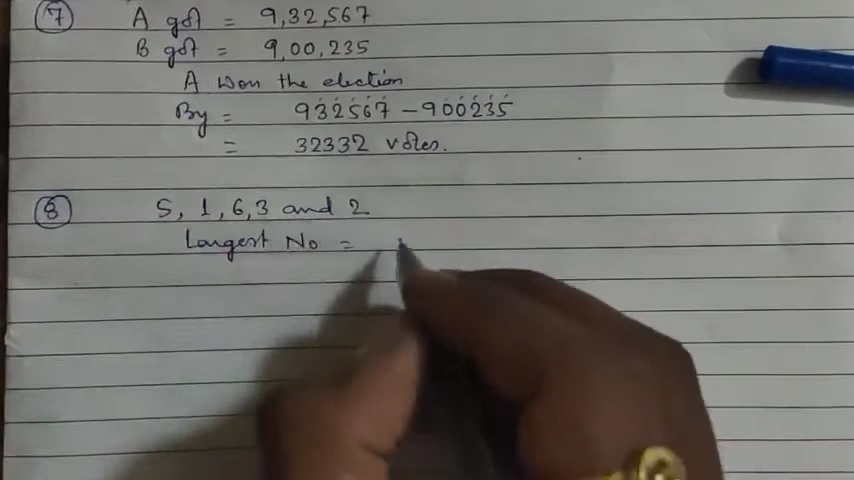 7 A got = 9,32,567
B got = 9,00,235
A won the election
By = 932567 - 900235
= 32332 votes.
8 5, 1, 6, 3 and 2
Largest No =